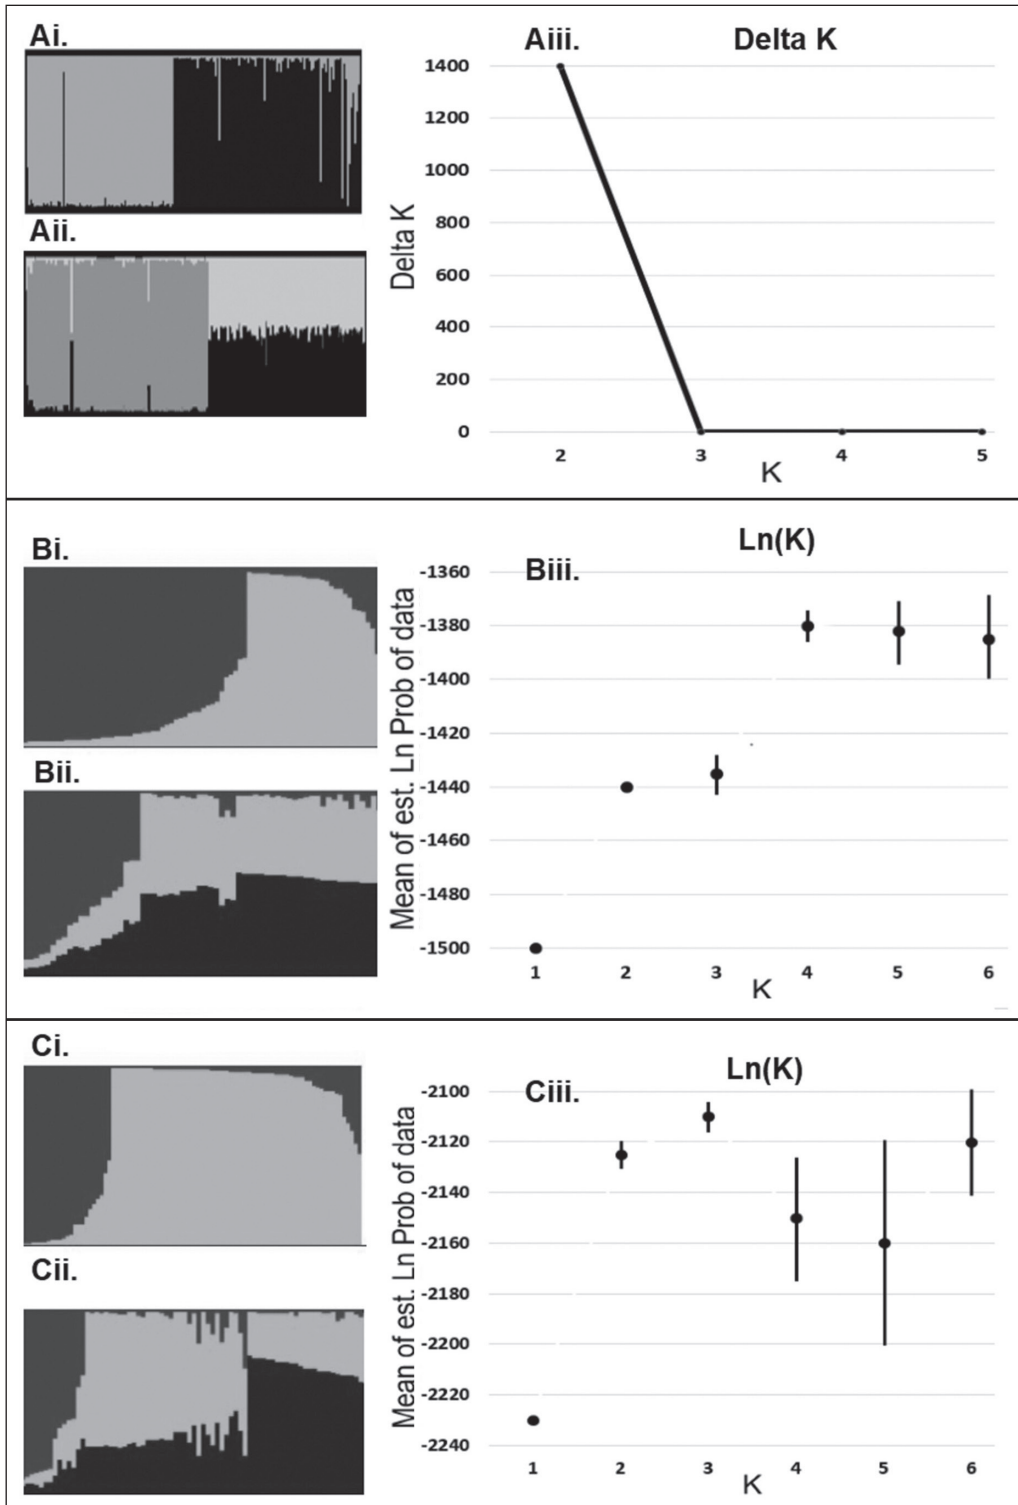 Ai.
Aii.
Aiii.
Delta K
Delta K
1400
1200
1000
800
600
400
200
0
2 3 4 5
K
Bi.
Bii.
Biii.
Ln(K)
Mean of est. Ln Prob of data
-1360
-1380
-1400
-1420
-1440
-1460
-1480
-1500
1 2 3 4 5 6
K
Ci.
Cii.
Ciii.
Ln(K)
Mean of est. Ln Prob of data
-2100
-2120
-2140
-2160
-2180
-2200
-2220
-2240
1 2 3 4 5 6
K